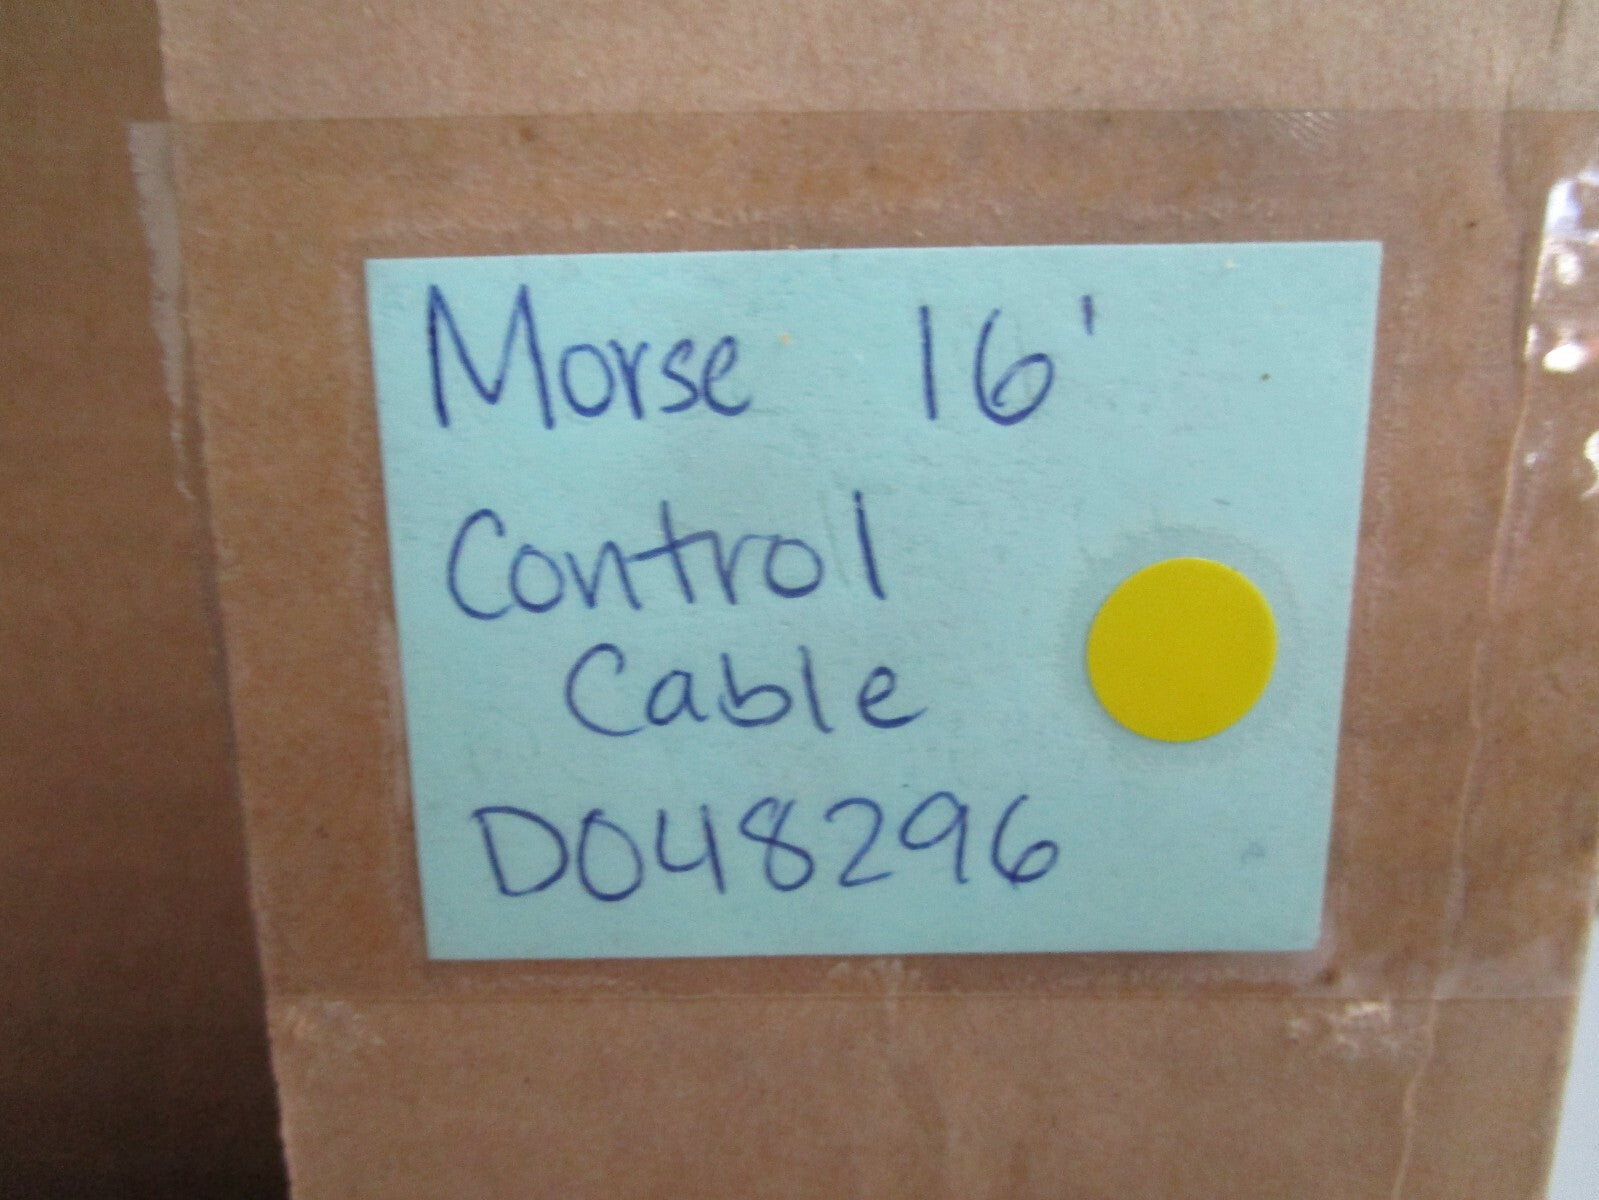 Morse 16'
Control
Cable
D048296